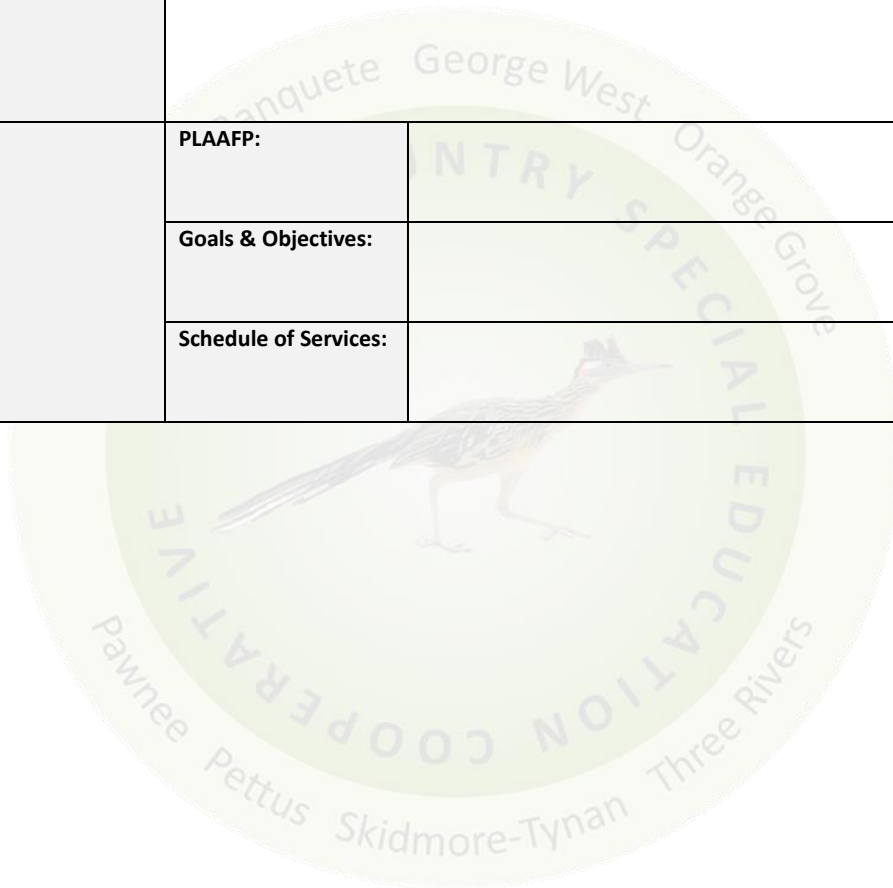 George West Orange Grove
PLAAFP:
Goals & Objectives:
Schedule of Services:
NTRY SPECIAL EDUCATION COOPERATIVE
Pawnee Pettus Skidmore-Tynan Three Rivers